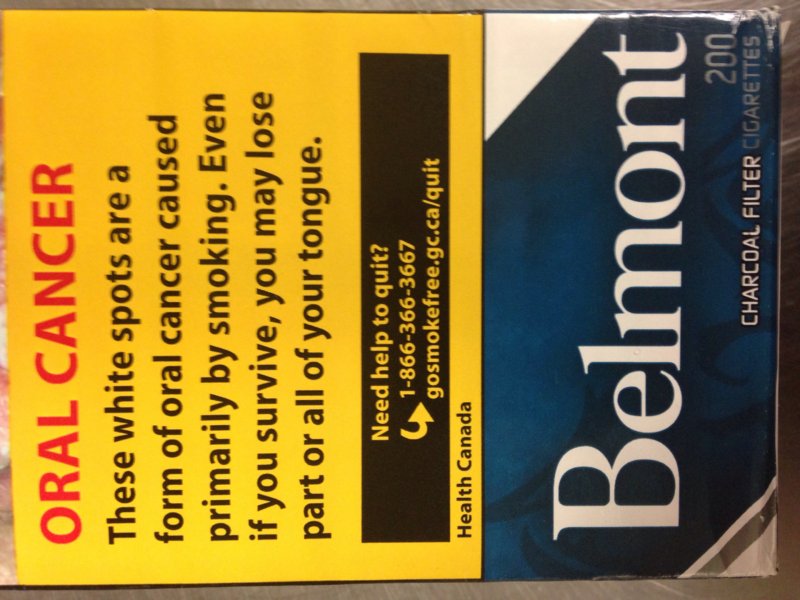 ORAL CANCER
These white spots are a
form of oral cancer caused
primarily by smoking. Even
if you survive, you may lose
part or all of your tongue.
Need help to quit?
1-866-366-3667
gosmokefree.gc.ca/quit
Health Canada
Belmont
200
CHARCOAL FILTER CIGARETTES